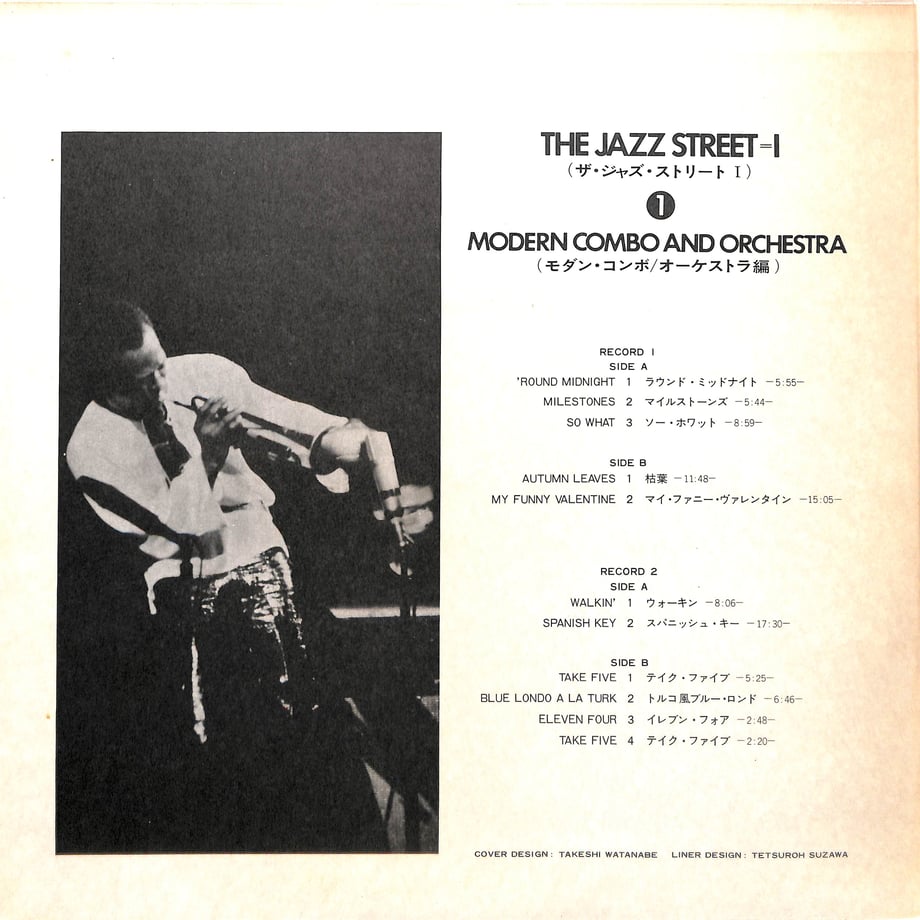 THE JAZZ STREET=I
(ザ・ジャズ・ストリート I)
1
MODERN COMBO AND ORCHESTRA
(モダン・コンボ/オーケストラ編)
RECORD 1
SIDE A
'ROUND MIDNIGHT 1 ラウンド・ミッドナイト —5:55—
MILESTONES 2 マイルストーンズ —5:44—
SO WHAT 3 ソー・ホワット —8:59—
SIDE B
AUTUMN LEAVES 1 枯葉 —11:48—
MY FUNNY VALENTINE 2 マイ・ファニー・ヴァレンタイン —15:05—
RECORD 2
SIDE A
WALKIN' 1 ウォーキン —8:06—
SPANISH KEY 2 スパニッシュ・キー —17:30—
SIDE B
TAKE FIVE 1 テイク・ファイブ —5:25—
BLUE LONDO A LA TURK 2 トルコ風ブルー・ロンド —6:46—
ELEVEN FOUR 3 イレブン・フォア —2:48—
TAKE FIVE 4 テイク・ファイブ —2:20—
COVER DESIGN: TAKESHI WATANABE LINER DESIGN: TETSUROH SUZAWA